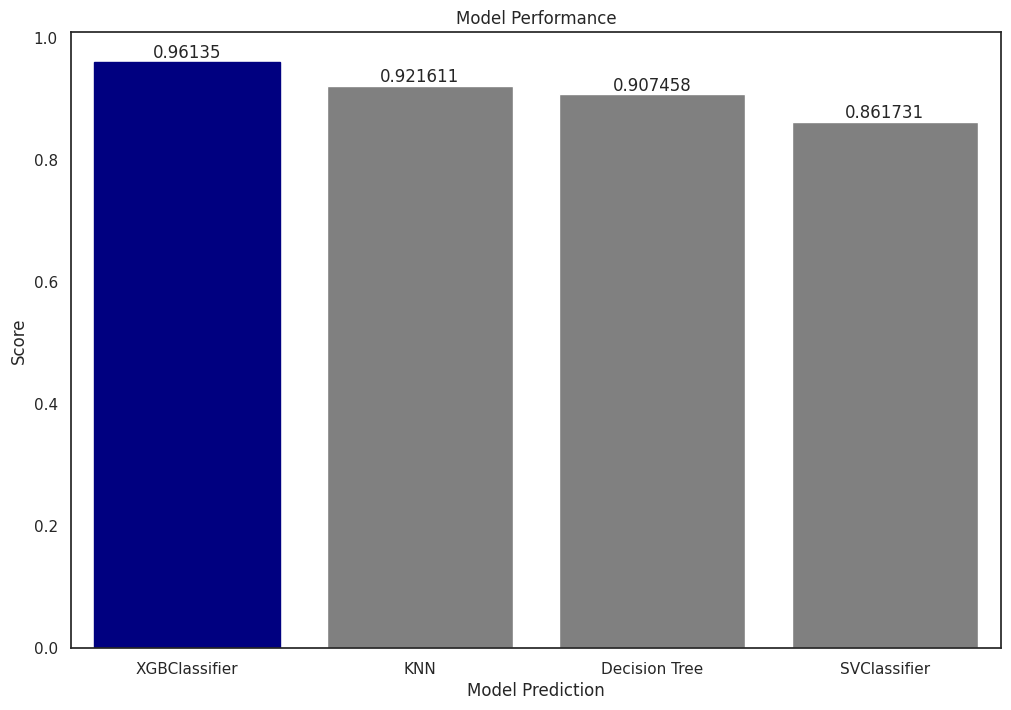 Model Performance
1.0
0.8
0.6
0.4
0.2
0.0
Score
0.96135
0.921611
0.907458
0.861731
XGBClassifier
KNN
Decision Tree
SVClassifier
Model Prediction